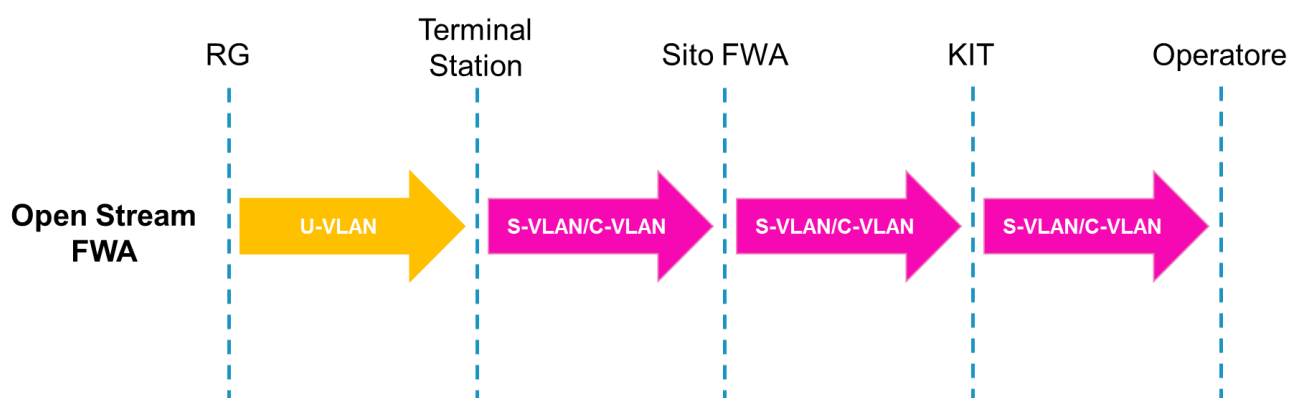 RG
Terminal
Station
Sito FWA
KIT
Operatore
Open Stream
FWA
U-VLAN
S-VLAN/C-VLAN
S-VLAN/C-VLAN
S-VLAN/C-VLAN